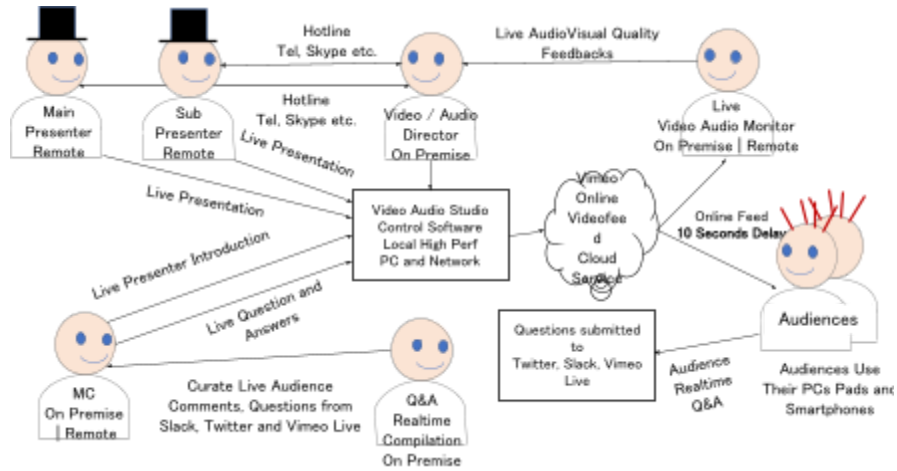 Hotline
Tel, Skype etc.
Live AudioVisual Quality
Feedbacks
Hotline
Tel, Skype etc.
Main
Presenter
Remote
Sub
Presenter
Remote
Video / Audio
Director
On Premise
Live
Video Audio Monitor
On Premise | Remote
Live Presentation
Live Presentation
Video Audio Studio
Control Software
Local High Perf
PC and Network
Vimeo
Online
Videofee
d
Cloud
Service
Online Feed
10 Seconds Delay
Live Presenter Introduction
Live Question and
Answers
Audiences
Questions submitted
to
Twitter, Slack, Vimeo
Live
Audience
Realtime
Q&A
Audiences Use
Their PCs Pads and
Smartphones
MC
On Premise
| Remote
Curate Live Audience
Comments, Questions from
Slack, Twitter and Vimeo Live
Q&A
Realtime
Compilation
On Premise